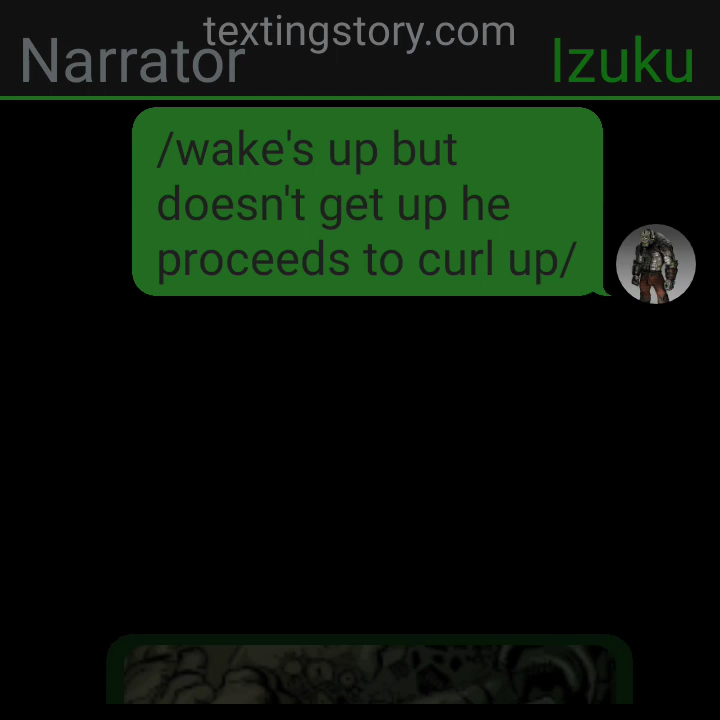 textingstory.com
Narrator
Izuku
/wake's up but
doesn't get up he
proceeds to curl up/